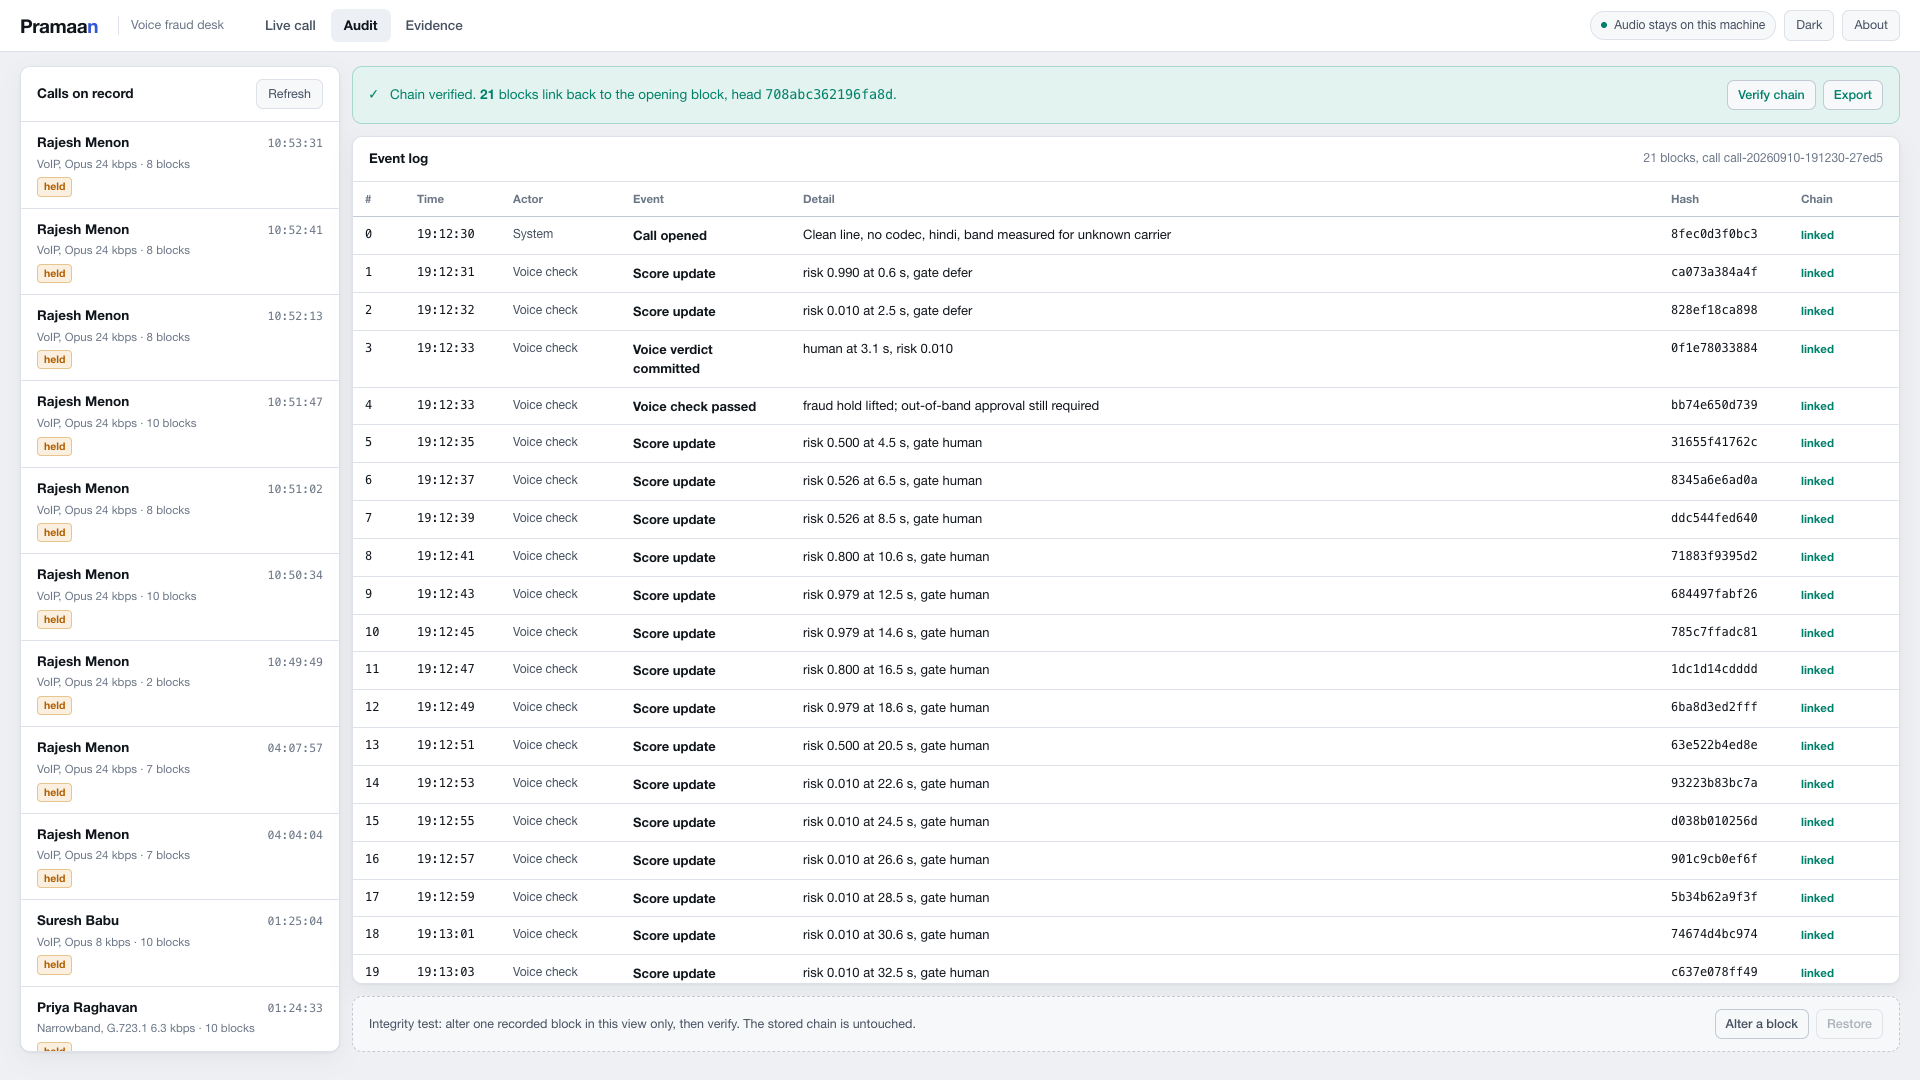 Pramaan
Voice fraud desk
Live call
Audit
Evidence
Audio stays on this machine
Dark
About
Calls on record
Refresh
Rajesh Menon 10:53:31
VoIP, Opus 24 kbps · 8 blocks
held
Rajesh Menon 10:52:41
VoIP, Opus 24 kbps · 8 blocks
held
Rajesh Menon 10:52:13
VoIP, Opus 24 kbps · 8 blocks
held
Rajesh Menon 10:51:47
VoIP, Opus 24 kbps · 10 blocks
held
Rajesh Menon 10:51:02
VoIP, Opus 24 kbps · 8 blocks
held
Rajesh Menon 10:50:34
VoIP, Opus 24 kbps · 10 blocks
held
Rajesh Menon 10:49:49
VoIP, Opus 24 kbps · 2 blocks
held
Rajesh Menon 04:07:57
VoIP, Opus 24 kbps · 7 blocks
held
Rajesh Menon 04:04:04
VoIP, Opus 24 kbps · 7 blocks
held
Suresh Babu 01:25:04
VoIP, Opus 8 kbps · 10 blocks
held
Priya Raghavan 01:24:33
Narrowband, G.723.1 6.3 kbps · 10 blocks
held
✓ Chain verified. 21 blocks link back to the opening block, head 708abc362196fa8d.
Verify chain
Export
Event log
21 blocks, call call-20260910-191230-27ed5
# Time Actor Event Detail Hash Chain
0 19:12:30 System Call opened Clean line, no codec, hindi, band measured for unknown carrier 8fec0d3f0bc3 linked
1 19:12:31 Voice check Score update risk 0.990 at 0.6 s, gate defer ca073a384a4f linked
2 19:12:32 Voice check Score update risk 0.010 at 2.5 s, gate defer 828ef18ca898 linked
3 19:12:33 Voice check Voice verdict committed human at 3.1 s, risk 0.010 0f1e78033884 linked
4 19:12:33 Voice check Voice check passed fraud hold lifted; out-of-band approval still required bb74e650d739 linked
5 19:12:35 Voice check Score update risk 0.500 at 4.5 s, gate human 31655f41762c linked
6 19:12:37 Voice check Score update risk 0.526 at 6.5 s, gate human 8345a6e6ad0a linked
7 19:12:39 Voice check Score update risk 0.526 at 8.5 s, gate human ddc544fed640 linked
8 19:12:41 Voice check Score update risk 0.800 at 10.6 s, gate human 71883f9395d2 linked
9 19:12:43 Voice check Score update risk 0.979 at 12.5 s, gate human 684497fabf26 linked
10 19:12:45 Voice check Score update risk 0.979 at 14.6 s, gate human 785c7ffadc81 linked
11 19:12:47 Voice check Score update risk 0.800 at 16.5 s, gate human 1dc1d14cdddd linked
12 19:12:49 Voice check Score update risk 0.979 at 18.6 s, gate human 6ba8d3ed2fff linked
13 19:12:51 Voice check Score update risk 0.500 at 20.5 s, gate human 63e522b4ed8e linked
14 19:12:53 Voice check Score update risk 0.010 at 22.6 s, gate human 93223b83bc7a linked
15 19:12:55 Voice check Score update risk 0.010 at 24.5 s, gate human d038b010256d linked
16 19:12:57 Voice check Score update risk 0.010 at 26.6 s, gate human 901c9cb0ef6f linked
17 19:12:59 Voice check Score update risk 0.010 at 28.5 s, gate human 5b34b62a9f3f linked
18 19:13:01 Voice check Score update risk 0.010 at 30.6 s, gate human 74674d4bc974 linked
19 19:13:03 Voice check Score update risk 0.010 at 32.5 s, gate human c637e078ff49 linked
Integrity test: alter one recorded block in this view only, then verify. The stored chain is untouched.
Alter a block
Restore